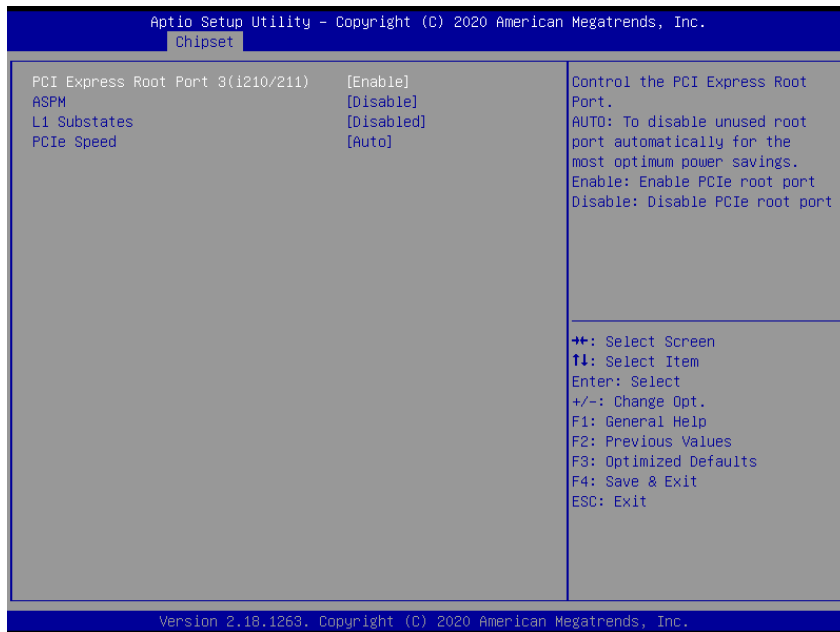 Aptio Setup Utility – Copyright (C) 2020 American Megatrends, Inc.
Chipset
PCI Express Root Port 3(i210/211) [Enable]
ASPM [Disable]
L1 Substates [Disabled]
PCIe Speed [Auto]
Control the PCI Express Root
Port.
AUTO: To disable unused root
port automatically for the
most optimum power savings.
Enable: Enable PCIe root port
Disable: Disable PCIe root port
→←: Select Screen
↑↓: Select Item
Enter: Select
+/-: Change Opt.
F1: General Help
F2: Previous Values
F3: Optimized Defaults
F4: Save & Exit
ESC: Exit
Version 2.18.1263. Copyright (C) 2020 American Megatrends, Inc.